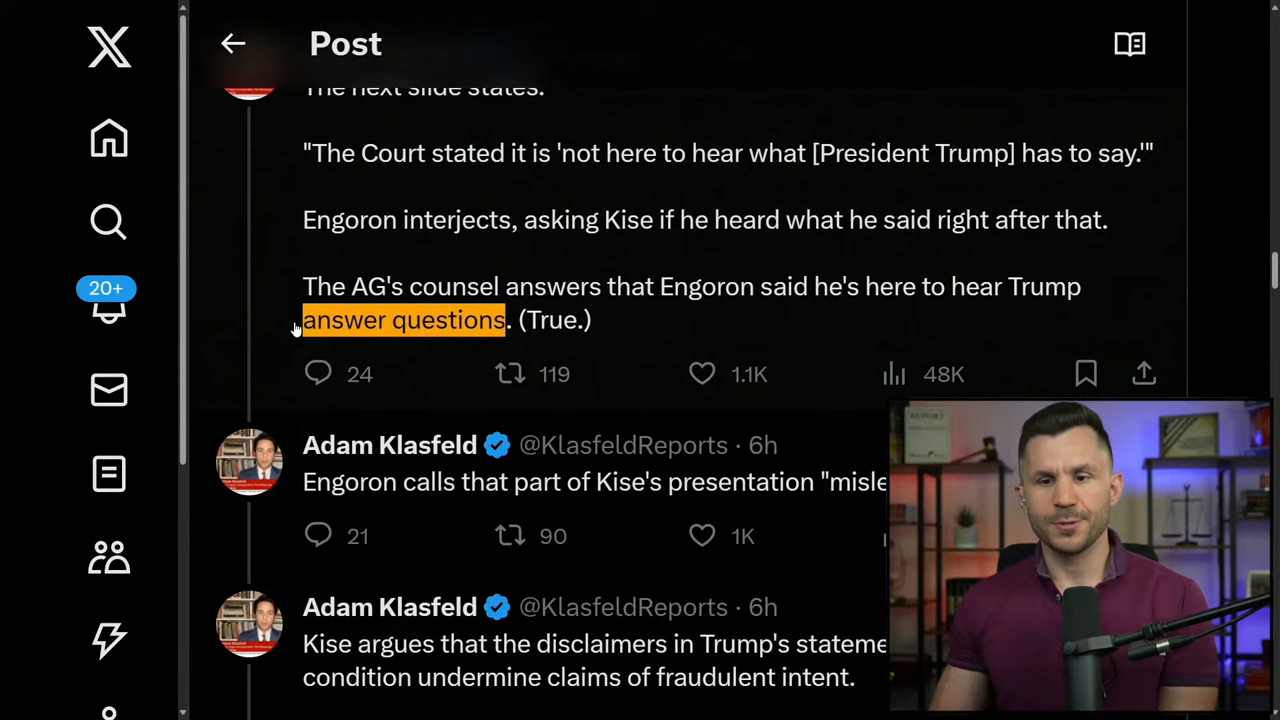 Post
The next slide states:
"The Court stated it is 'not here to hear what [President Trump] has to say.'"
Engoron interjects, asking Kise if he heard what he said right after that.
The AG's counsel answers that Engoron said he's here to hear Trump
answer questions. (True.)
20+
24 119 1.1K 48K
Adam Klasfeld @KlasfeldReports · 6h
Engoron calls that part of Kise's presentation "misle
21 90 1K
Adam Klasfeld @KlasfeldReports · 6h
Kise argues that the disclaimers in Trump's stateme
condition undermine claims of fraudulent intent.